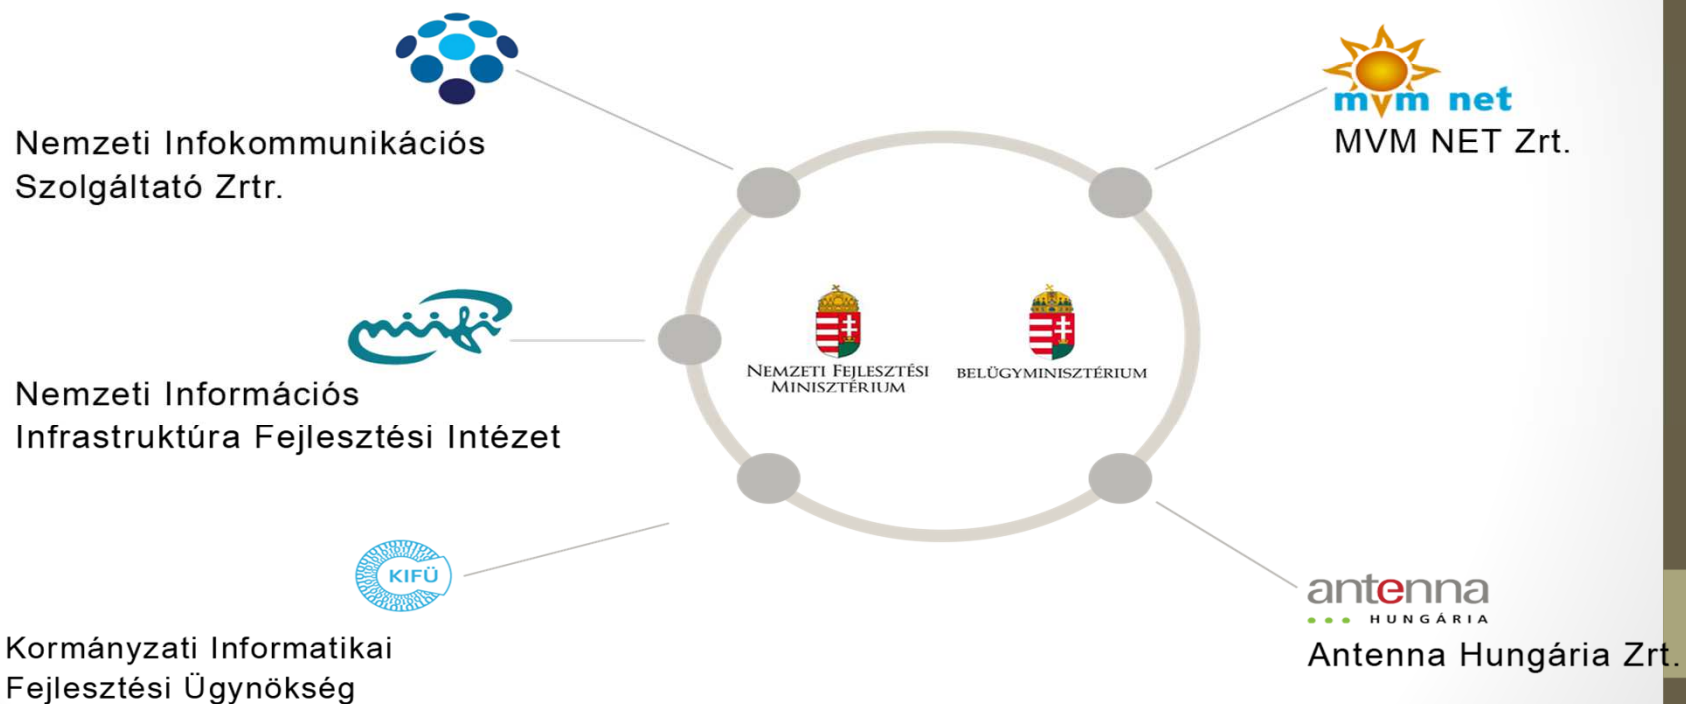 Nemzeti Infokommunikációs
Szolgáltató Zrtr.
mvm net
MVM NET Zrt.
niifi
Nemzeti Információs
Infrastruktúra Fejlesztési Intézet
NEMZETI FEJLESZTÉSI
MINISZTÉRIUM
BELÜGYMINISZTÉRIUM
KIFÜ
Kormányzati Informatikai
Fejlesztési Ügynökség
antenna
HUNGÁRIA
Antenna Hungária Zrt.